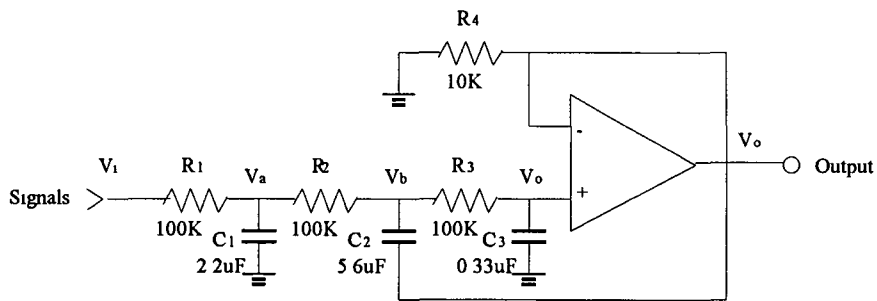 R4
10K
-
Vo
Vi R1 Va R2 Vb R3 Vo
Signals
+
Output
100K C1 100K C2 100K C3
2 2uF 5 6uF 0 33uF